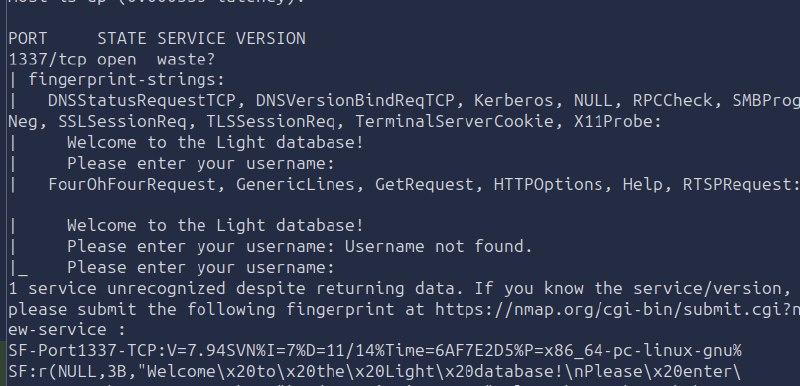 Host is up (0.000
PORT     STATE SERVICE VERSION
1337/tcp open  waste?
| fingerprint-strings:
|   DNSStatusRequestTCP, DNSVersionBindReqTCP, Kerberos, NULL, RPCCheck, SMBProg
Neg, SSLSessionReq, TLSSessionReq, TerminalServerCookie, X11Probe:
|     Welcome to the Light database!
|     Please enter your username:
|   FourOhFourRequest, GenericLines, GetRequest, HTTPOptions, Help, RTSPRequest:
|     Welcome to the Light database!
|     Please enter your username: Username not found.
|_    Please enter your username:
1 service unrecognized despite returning data. If you know the service/version,
please submit the following fingerprint at https://nmap.org/cgi-bin/submit.cgi?n
ew-service :
SF-Port1337-TCP:V=7.94SVN%I=7%D=11/14%Time=6AF7E2D5%P=x86_64-pc-linux-gnu%
SF:r(NULL,3B,"Welcome\x20to\x20the\x20Light\x20database!\nPlease\x20enter\